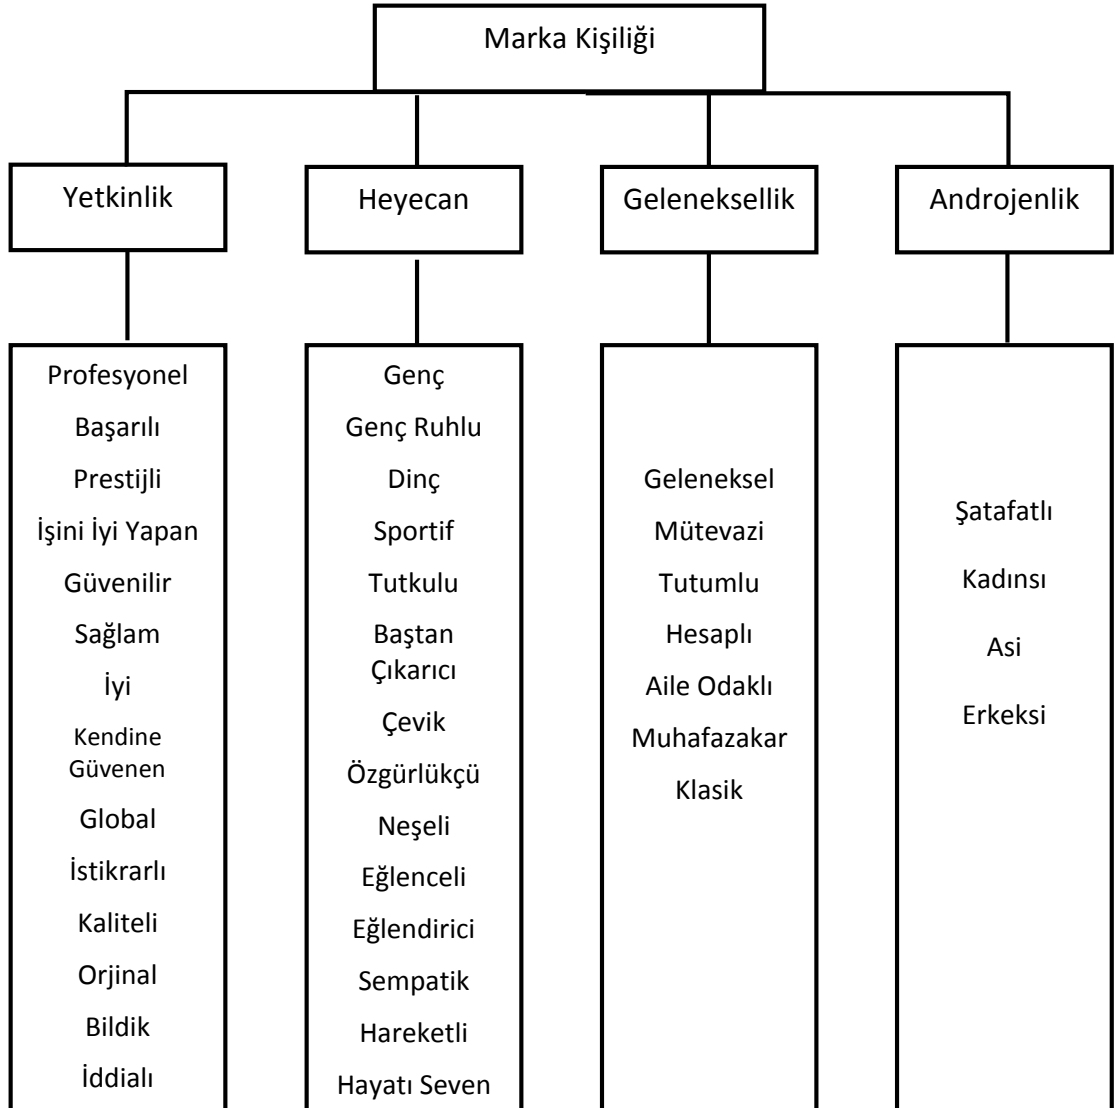 Marka Kişiliği
Yetkinlik
Heyecan
Geleneksellik
Androjenlik
Profesyonel
Başarılı
Prestijli
İşini İyi Yapan
Güvenilir
Sağlam
İyi
Kendine
Güvenen
Global
İstikrarlı
Kaliteli
Orjinal
Bildik
İddialı
Genç
Genç Ruhlu
Dinç
Sportif
Tutkulu
Baştan
Çıkarıcı
Çevik
Özgürlükçü
Neşeli
Eğlenceli
Eğlendirici
Sempatik
Hareketli
Hayatı Seven
Geleneksel
Mütevazi
Tutumlu
Hesaplı
Aile Odaklı
Muhafazakar
Klasik
Şatafatlı
Kadınsı
Asi
Erkeksi